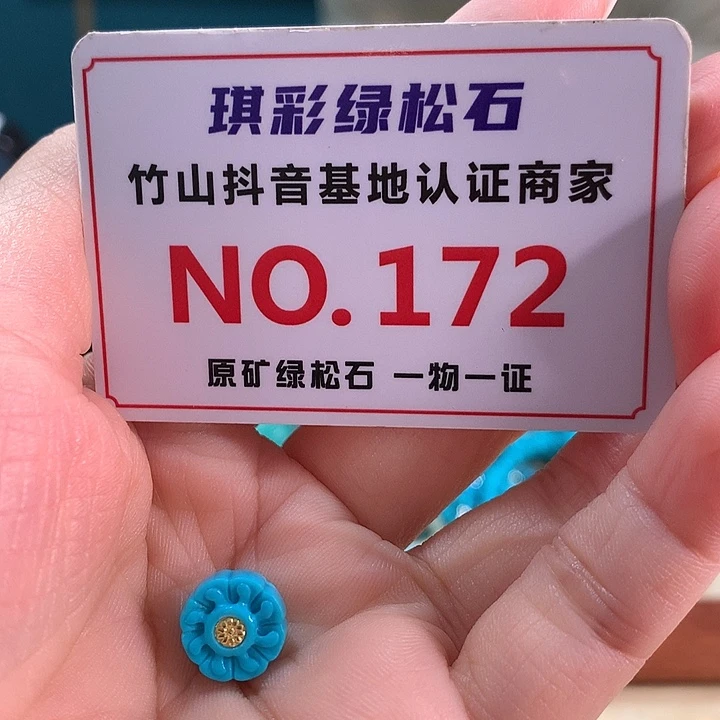 琪彩绿松石
竹山抖音基地认证商家
NO.172
原矿绿松石 一物一证